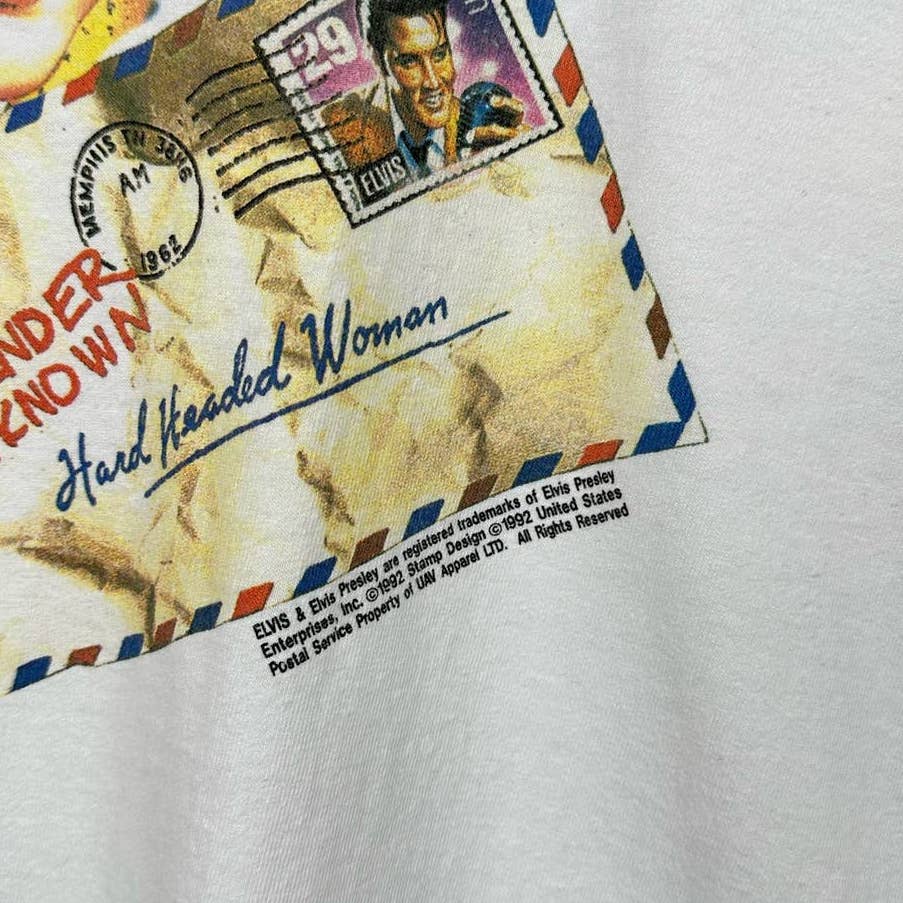 29
ELVIS
MEMPHIS TN 38116
AM
1962
KNOWN
Hard Headed Woman
ELVIS & Elvis Presley are registered trademarks of Elvis Presley
Enterprises, Inc. ©1992 Stamp Design ©1992 United States
Postal Service Property of UAV Apparel LTD. All Rights Reserved